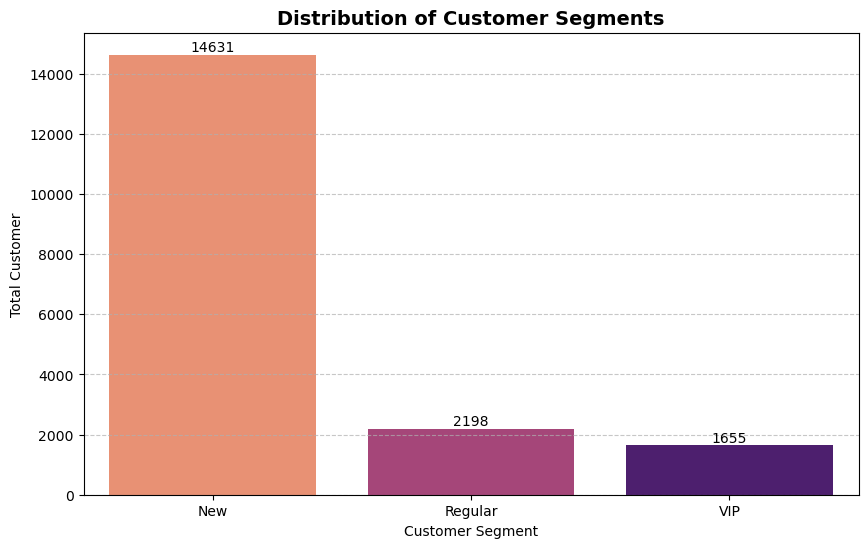 Distribution of Customer Segments
14631
14000
12000
10000
8000
6000
4000
2000
0
2198
1655
Total Customer
New
Regular
VIP
Customer Segment